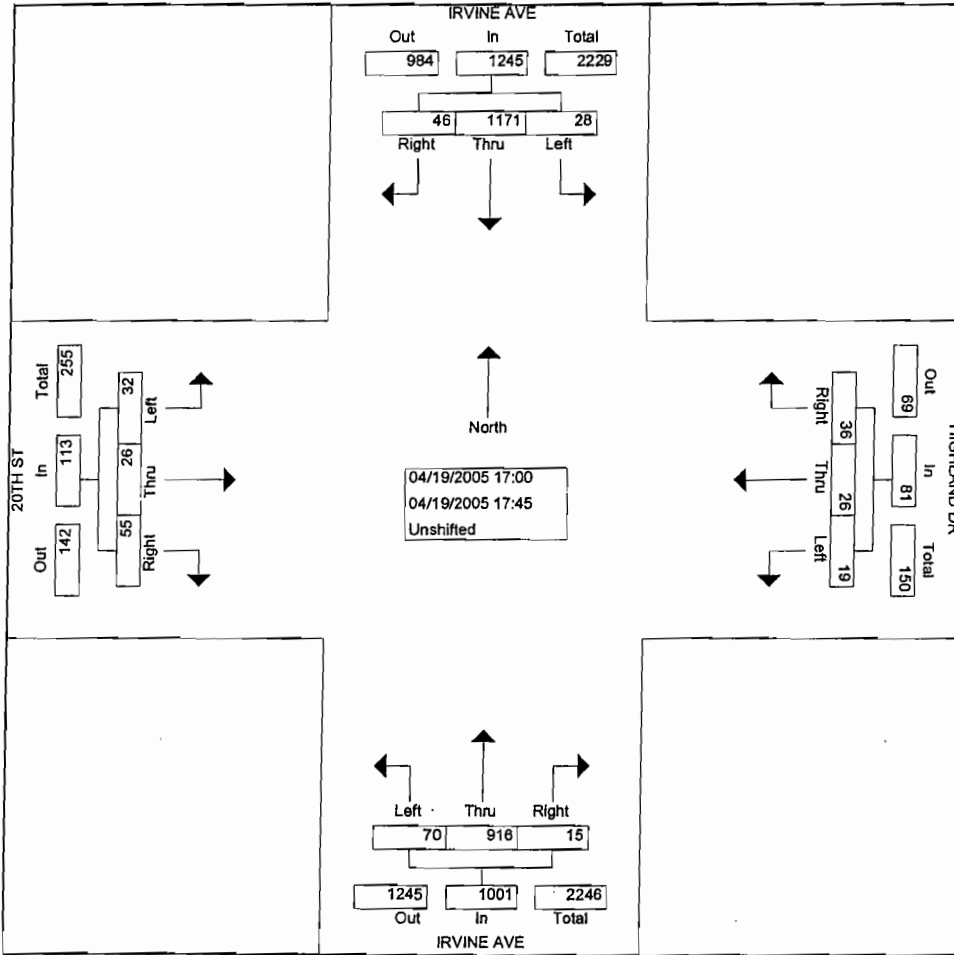 IRVINE AVE
Out In Total
984 1245 2229
46 1171 28
Right Thru Left
20TH ST
Total In Out
255 113 142
32 26 55
Left Thru Right
North
04/19/2005 17:00
04/19/2005 17:45
Unshifted
Right Thru Left
36 26 19
69 81 150
Out In Total
HIGHLAND DR
Left Thru Right
70 916 15
1245 1001 2246
Out In Total
IRVINE AVE